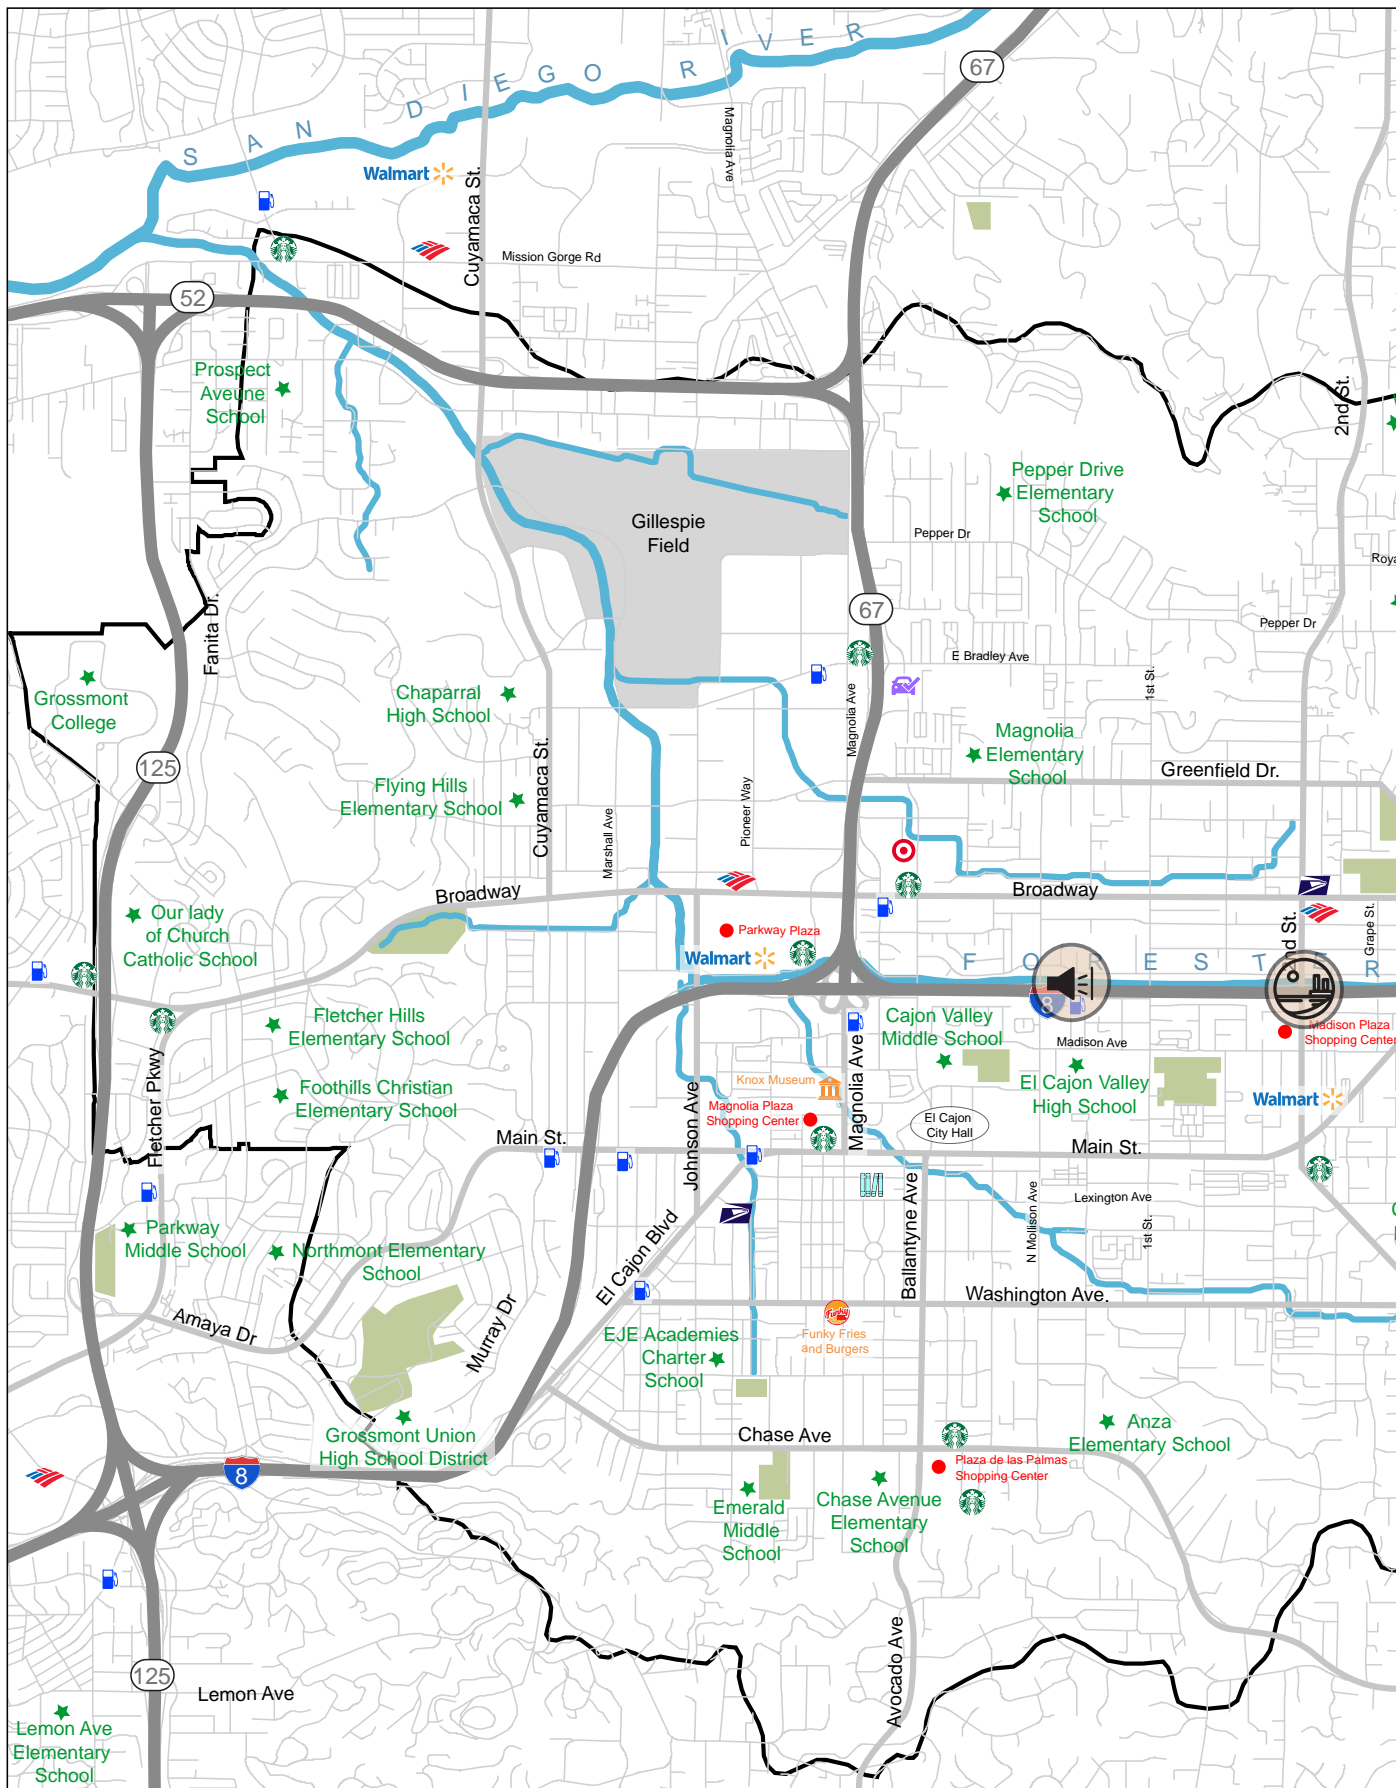 SAN DIEGO RIVER
67
Magnolia Ave
Walmart
Cuyamaca St.
Mission Gorge Rd
52
Prospect
Aveune
School
2nd St.
Pepper Drive
Elementary
School
Gillespie
Field
Pepper Dr
67
Pepper Dr
Fanita Dr.
E Bradley Ave
1st St.
Grossmont
College
Chaparral
High School
Magnolia Ave
Magnolia
Elementary
School
125
Greenfield Dr.
Flying Hills
Elementary School
Cuyamaca St.
Marshall Ave
Pioneer Way
Broadway
Broadway
Our lady
of Church
Catholic School
Parkway Plaza
Grape St.
Walmart
8
Fletcher Hills
Elementary School
Cajon Valley
Middle School
Madison Ave
Madison Plaza
Shopping Center
Fletcher Pkwy
Foothills Christian
Elementary School
Knox Museum
Magnolia Ave
El Cajon Valley
High School
Walmart
Johnson Ave
Magnolia Plaza
Shopping Center
El Cajon
City Hall
Main St.
Main St.
Ballantyne Ave
N Mollison Ave
Lexington Ave
1st St.
Parkway
Middle School
Northmont Elementary
School
El Cajon Blvd
Washington Ave.
Amaya Dr
Murray Dr
Funky
Funky Fries
and Burgers
EJE Academies
Charter
School
Grossmont Union
High School District
Chase Ave
Anza
Elementary School
8
Plaza de las Palmas
Shopping Center
Emerald
Middle
School
Chase Avenue
Elementary
School
Avocado Ave
125
Lemon Ave
Lemon Ave
Elementary
School